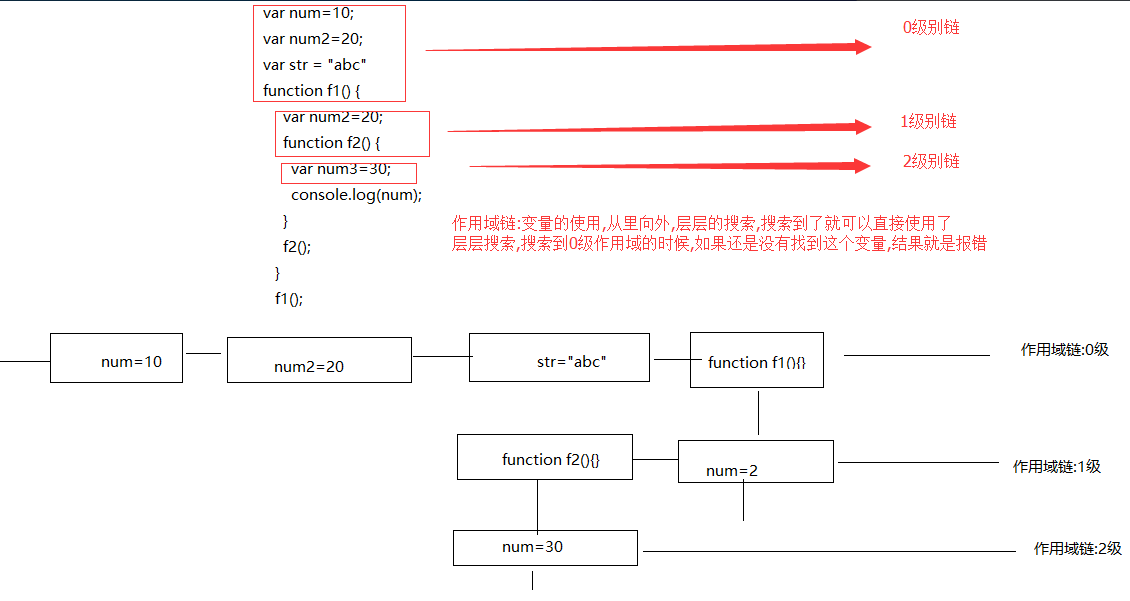 var num=10;
var num2=20;
var str = "abc"
function f1() {
var num2=20;
function f2() {
var num3=30;
console.log(num);
}
f2();
}
f1();
0级别链
1级别链
2级别链
作用域链:变量的使用,从里向外,层层的搜索,搜索到了就可以直接使用了
层层搜索,搜索到0级作用域的时候,如果还是没有找到这个变量,结果就是报错
num=10
num2=20
str="abc"
function f1(){}
作用域链:0级
function f2(){}
num=2
作用域链:1级
num=30
作用域链:2级